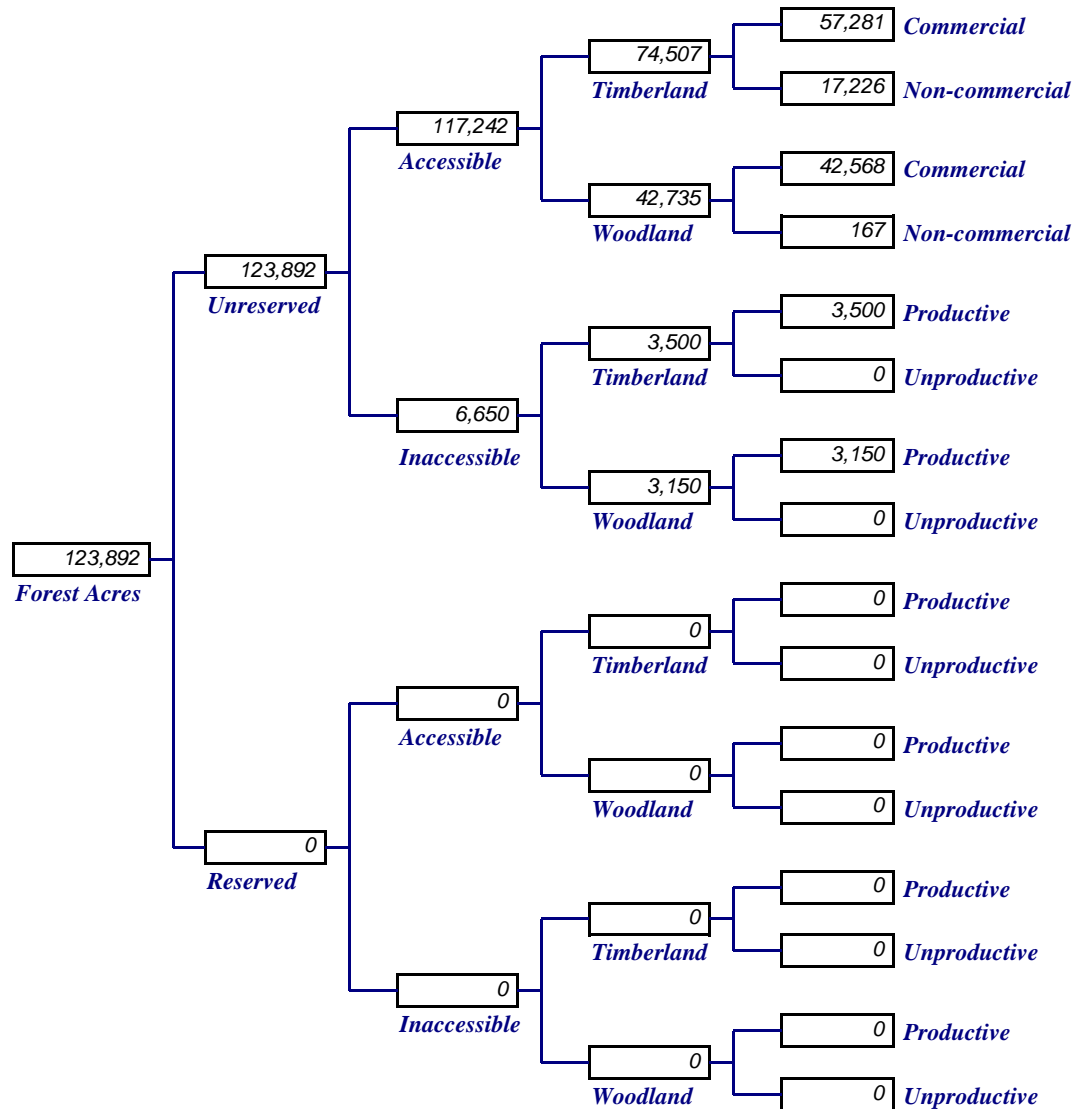 57,281 Commercial
74,507
Timberland
17,226 Non-commercial
117,242
Accessible
42,568 Commercial
42,735
Woodland
167 Non-commercial
123,892
Unreserved
3,500 Productive
3,500
Timberland
0 Unproductive
6,650
Inaccessible
3,150 Productive
3,150
Woodland
0 Unproductive
123,892
Forest Acres
0 Productive
0
Timberland
0 Unproductive
0
Accessible
0 Productive
0
Woodland
0 Unproductive
0
Reserved
0 Productive
0
Timberland
0 Unproductive
0
Inaccessible
0 Productive
0
Woodland
0 Unproductive